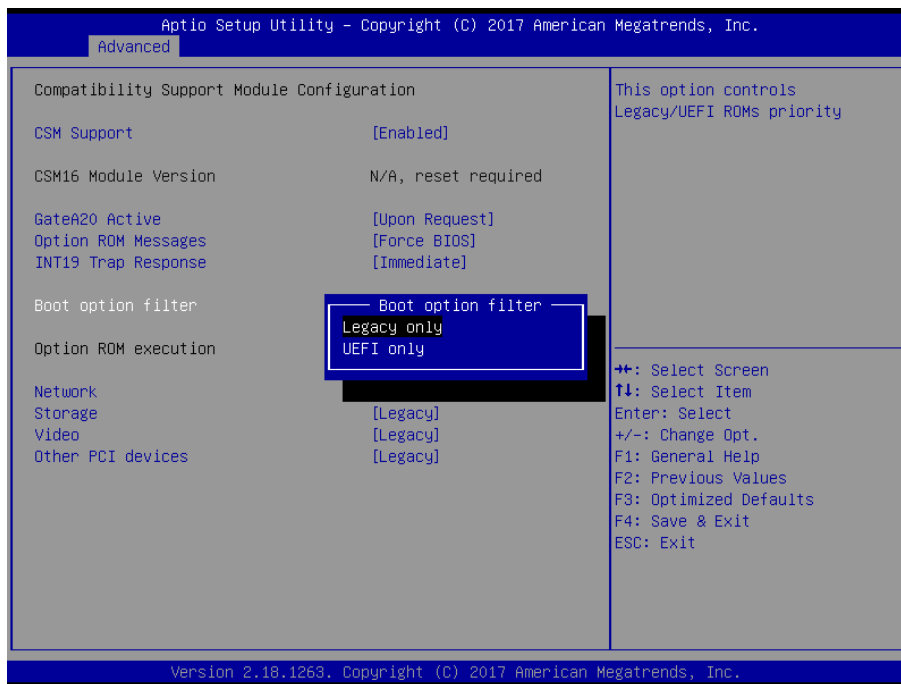 Aptio Setup Utility – Copyright (C) 2017 American Megatrends, Inc.
Advanced
Compatibility Support Module Configuration
CSM Support [Enabled]
CSM16 Module Version N/A, reset required
GateA20 Active [Upon Request]
Option ROM Messages [Force BIOS]
INT19 Trap Response [Immediate]
Boot option filter
Boot option filter
Legacy only
UEFI only
Option ROM execution
Network
Storage [Legacy]
Video [Legacy]
Other PCI devices [Legacy]
This option controls
Legacy/UEFI ROMs priority
→←: Select Screen
↑↓: Select Item
Enter: Select
+/-: Change Opt.
F1: General Help
F2: Previous Values
F3: Optimized Defaults
F4: Save & Exit
ESC: Exit
Version 2.18.1263. Copyright (C) 2017 American Megatrends, Inc.